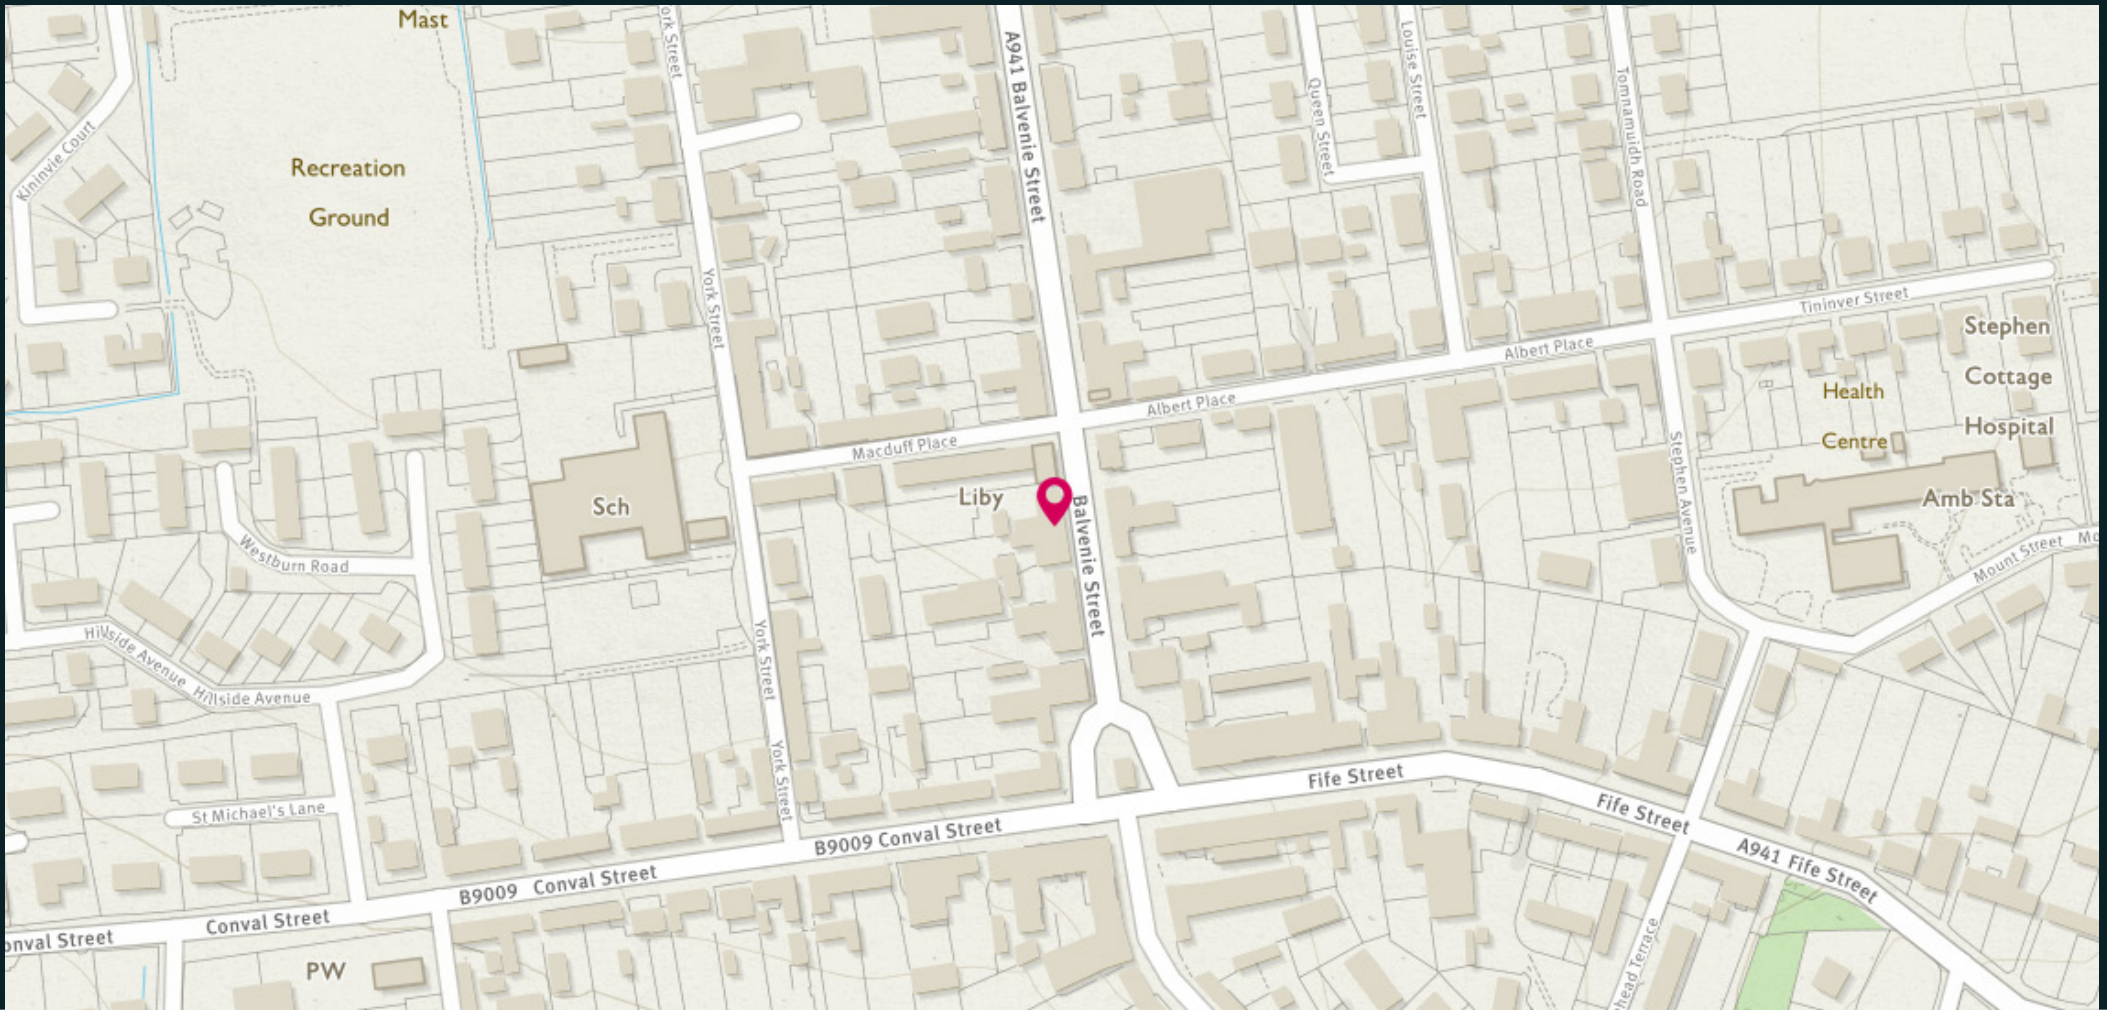 Mast
ork Street
A941 Balvenie Street
Louise Street
Queen Street
Tomnamuidh Road
Kininvie Court
Recreation
Ground
York Street
Tininver Street
Stephen
Cottage
Hospital
Albert Place
Albert Place
Health
Centre
Macduff Place
Stephen Avenue
Liby
Sch
Amb Sta
Balvenie Street
Mount Street
Mo
Westburn Road
Hillside Avenue
Hillside Avenue
York Street
York Street
St Michael's Lane
Fife Street
Fife Street
B9009 Conval Street
A941 Fife Street
B9009 Conval Street
Conval Street
onval Street
PW
head Terrace